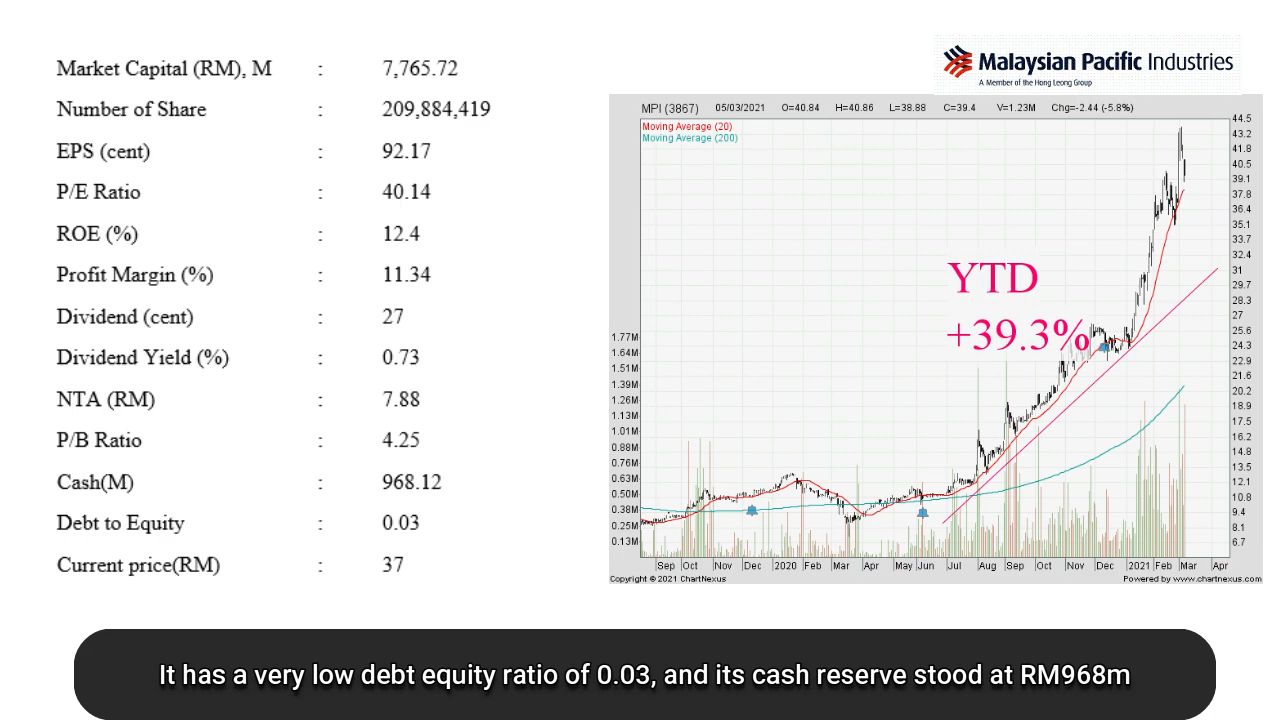 Market Capital (RM), M : 7,765.72
Number of Share : 209,884,419
EPS (cent) : 92.17
P/E Ratio : 40.14
ROE (%) : 12.4
Profit Margin (%) : 11.34
Dividend (cent) : 27
Dividend Yield (%) : 0.73
NTA (RM) : 7.88
P/B Ratio : 4.25
Cash(M) : 968.12
Debt to Equity : 0.03
Current price(RM) : 37
Malaysian Pacific Industries
A Member of the Hong Leong Group
MPI (3867) 05/03/2021 O=40.84 H=40.86 L=38.88 C=39.4 V=1.23M Chg=-2.44 (-5.8%)
Moving Average (20)
Moving Average (200)
44.5
43.2
41.8
40.5
39.1
37.8
36.4
35.1
33.7
32.4
31
29.7
28.3
27
25.6
24.3
22.9
21.6
20.2
18.9
17.5
16.2
14.8
13.5
12.1
10.8
9.4
8.1
6.7
YTD
+39.3%
1.77M
1.64M
1.51M
1.39M
1.26M
1.13M
1.01M
0.88M
0.76M
0.63M
0.50M
0.38M
0.25M
0.13M
Sep Oct Nov Dec 2020 Feb Mar Apr May Jun Jul Aug Sep Oct Nov Dec 2021 Feb Mar Apr
Copyright © 2021 ChartNexus Powered by www.chartnexus.com
It has a very low debt equity ratio of 0.03, and its cash reserve stood at RM968m